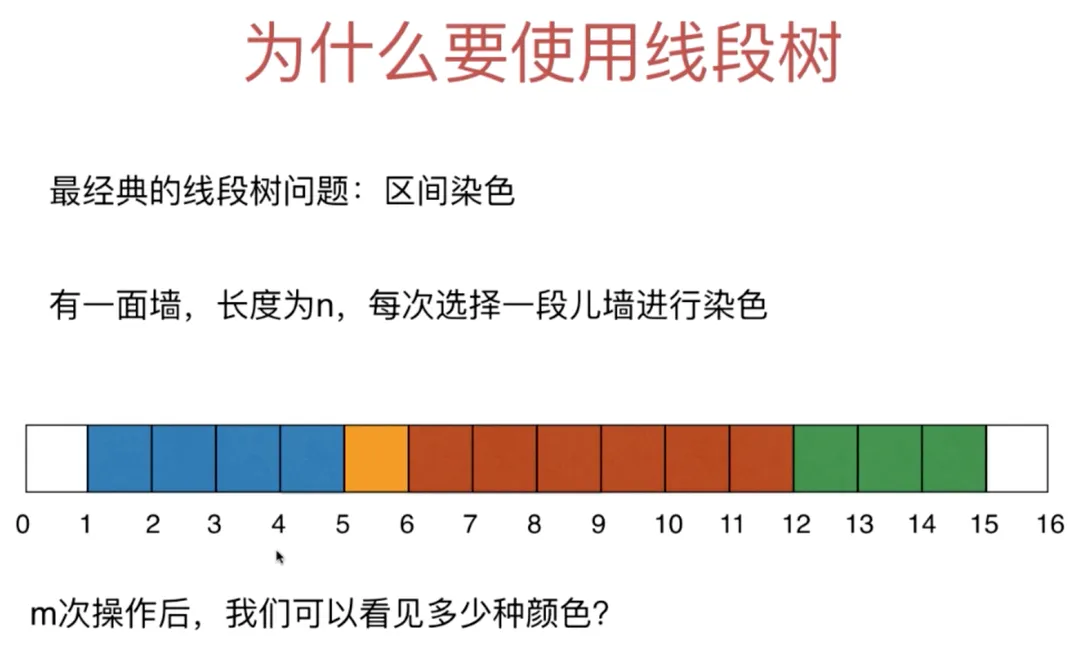 为什么要使用线段树
最经典的线段树问题：区间染色
有一面墙，长度为n，每次选择一段儿墙进行染色
0 1 2 3 4 5 6 7 8 9 10 11 12 13 14 15 16
m次操作后，我们可以看见多少种颜色？